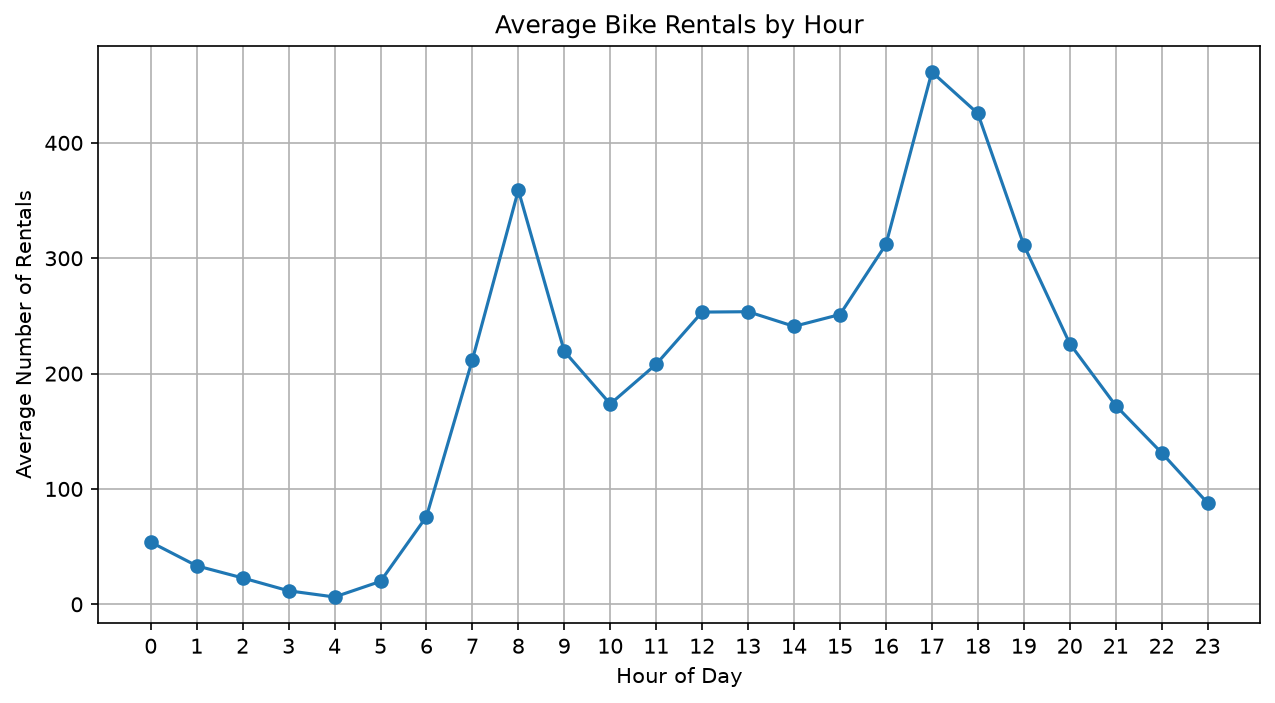 Average Bike Rentals by Hour
Average Number of Rentals
400
300
200
100
0
0 1 2 3 4 5 6 7 8 9 10 11 12 13 14 15 16 17 18 19 20 21 22 23
Hour of Day